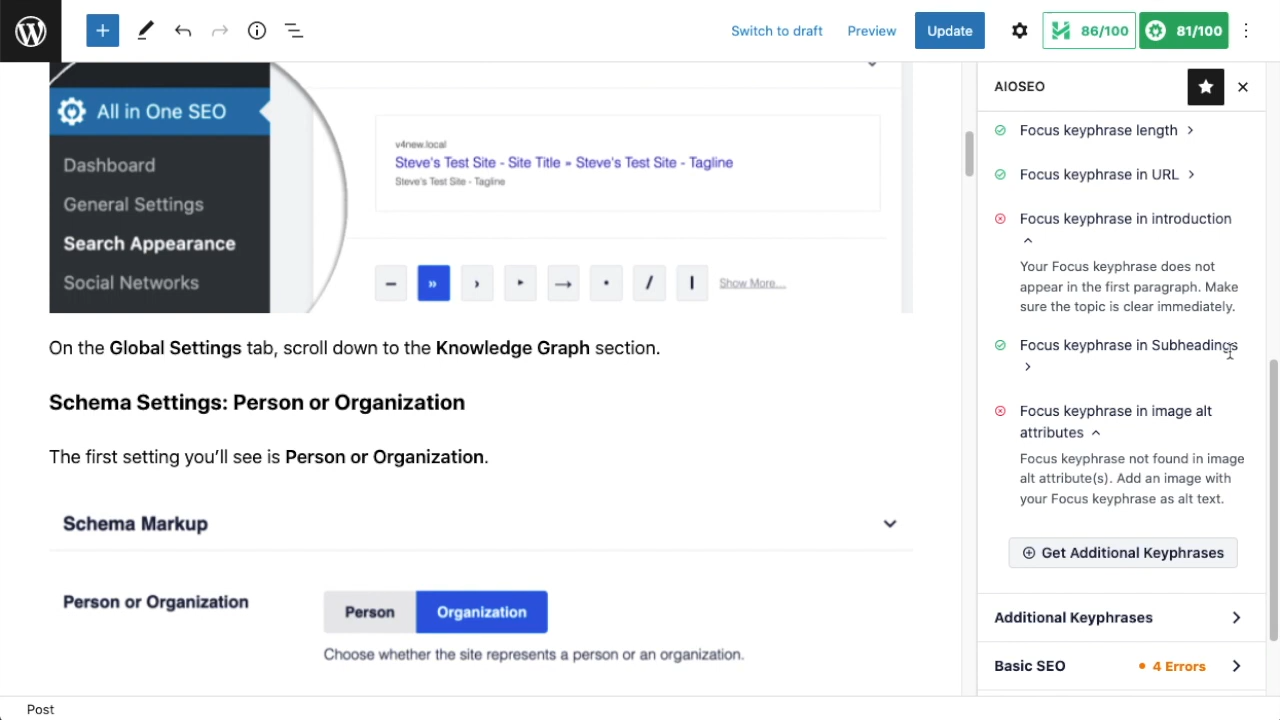 Switch to draft
Preview
Update
86/100
81/100
All in One SEO
Dashboard
General Settings
Search Appearance
Social Networks
v4new.local
Steve's Test Site - Site Title » Steve's Test Site - Tagline
Steve's Test Site - Tagline
Show More...
On the Global Settings tab, scroll down to the Knowledge Graph section.
Schema Settings: Person or Organization
The first setting you'll see is Person or Organization.
Schema Markup
Person or Organization
Person
Organization
Choose whether the site represents a person or an organization.
AIOSEO
Focus keyphrase length
Focus keyphrase in URL
Focus keyphrase in introduction
Your Focus keyphrase does not
appear in the first paragraph. Make
sure the topic is clear immediately.
Focus keyphrase in Subheadings
Focus keyphrase in image alt
attributes
Focus keyphrase not found in image
alt attribute(s). Add an image with
your Focus keyphrase as alt text.
Get Additional Keyphrases
Additional Keyphrases
Basic SEO
4 Errors
Post